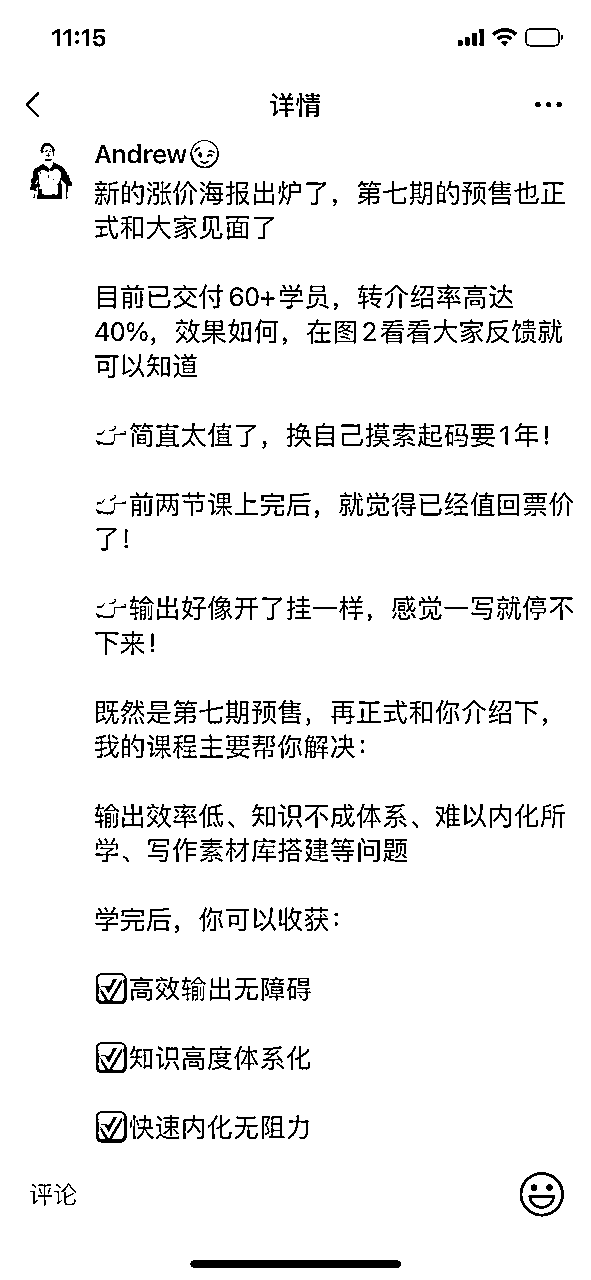 11:15
详情
Andrew😉
新的涨价海报出炉了，第七期的预售也正
式和大家见面了
目前已交付60+学员，转介绍率高达
40%，效果如何，在图2看看大家反馈就
可以知道
👉简直太值了，换自己摸索起码要1年！
👉前两节课上完后，就觉得已经值回票价
了！
👉输出好像开了挂一样，感觉一写就停不
下来！
既然是第七期预售，再正式和你介绍下，
我的课程主要帮你解决：
输出效率低、知识不成体系、难以内化所
学、写作素材库搭建等问题
学完后，你可以收获：
☑️高效输出无障碍
☑️知识高度体系化
☑️快速内化无阻力
评论